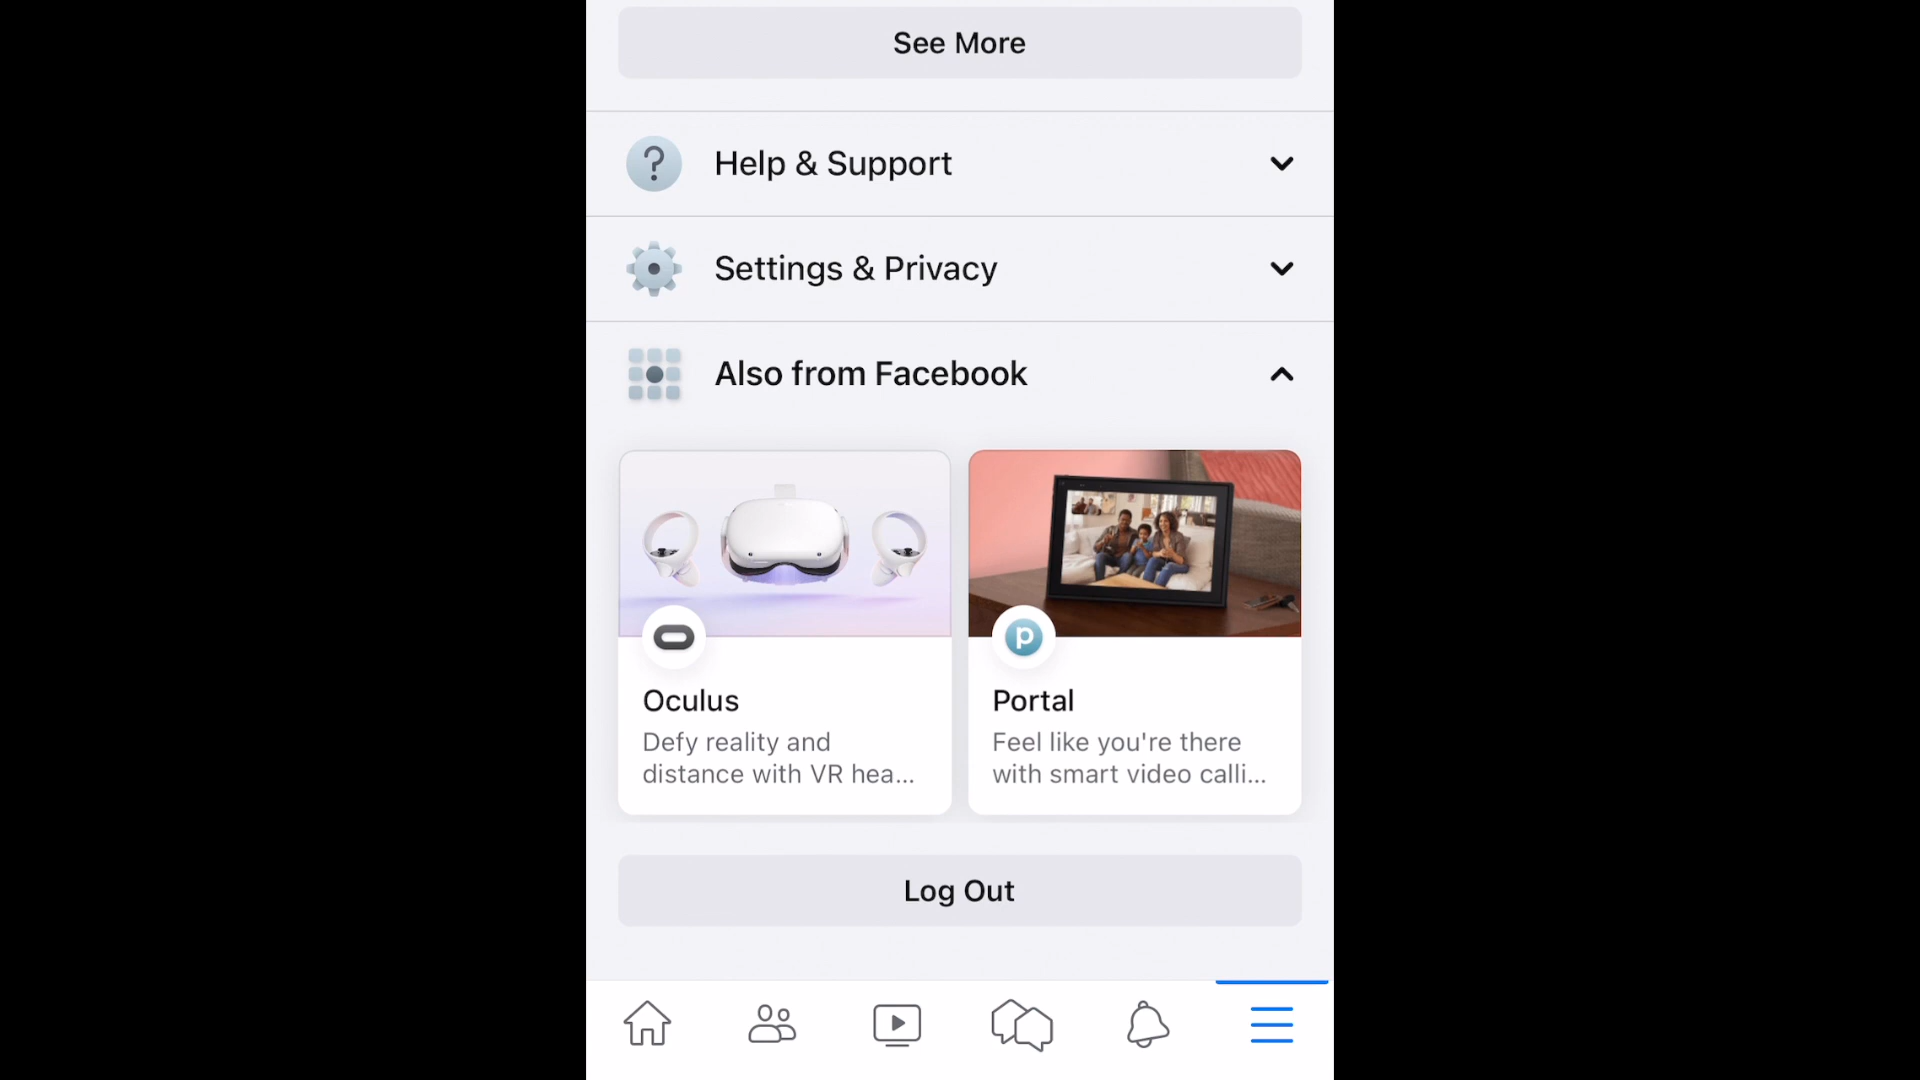 See More
Help & Support
Settings & Privacy
Also from Facebook
Oculus
Defy reality and
distance with VR hea...
Portal
Feel like you're there
with smart video calli...
Log Out